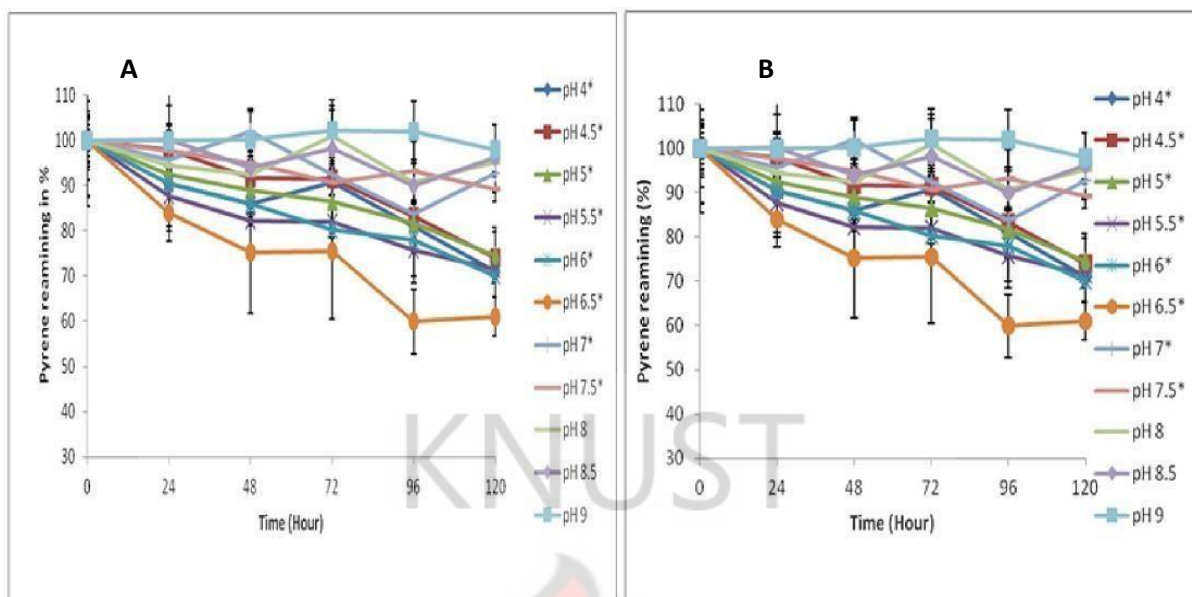 A
110
100
90
80
70
60
50
40
30
0 24 48 72 96 120
Pyrene reamining in %
Time (Hour)
pH 4*
pH 4.5*
pH 5*
pH 5.5*
pH 6*
pH 6.5*
pH 7*
pH 7.5*
pH 8
pH 8.5
pH 9
B
110
100
90
80
70
60
50
40
30
0 24 48 72 96 120
Pyrene reamining (%)
Time (Hour)
pH 4*
pH 4.5*
pH 5*
pH 5.5*
pH 6*
pH 6.5*
pH 7*
pH 7.5*
pH 8
pH 8.5
pH 9
KNUST